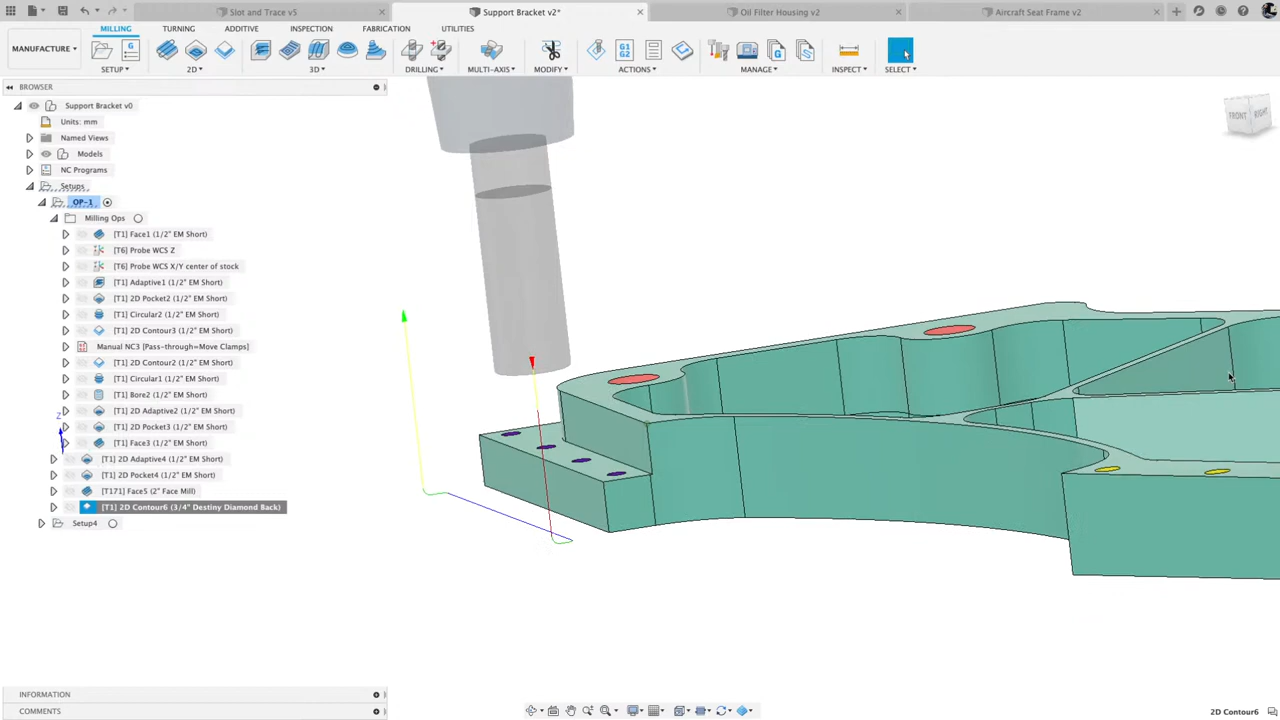 Slot and Trace v5
Support Bracket v2*
Oil Filter Housing v2
Aircraft Seat Frame v2
MANUFACTURE
MILLING
TURNING
ADDITIVE
INSPECTION
FABRICATION
UTILITIES
G1
G2
SETUP
2D
3D
DRILLING
MULTI-AXIS
MODIFY
ACTIONS
MANAGE
INSPECT
SELECT
BROWSER
Support Bracket v0
Units: mm
Named Views
Models
NC Programs
Setups
OP-1
Milling Ops
[T1] Face1 (1/2" EM Short)
[T6] Probe WCS Z
[T6] Probe WCS X/Y center of stock
[T1] Adaptive1 (1/2" EM Short)
[T1] 2D Pocket2 (1/2" EM Short)
[T1] Circular2 (1/2" EM Short)
[T1] 2D Contour3 (1/2" EM Short)
Manual NC3 [Pass-through=Move Clamps]
[T1] 2D Contour2 (1/2" EM Short)
[T1] Circular1 (1/2" EM Short)
[T1] Bore2 (1/2" EM Short)
[T1] 2D Adaptive2 (1/2" EM Short)
[T1] 2D Pocket3 (1/2" EM Short)
[T1] Face3 (1/2" EM Short)
[T1] 2D Adaptive4 (1/2" EM Short)
[T1] 2D Pocket4 (1/2" EM Short)
[T171] Face5 (2" Face Mill)
[T1] 2D Contour6 (3/4" Destiny Diamond Back)
Setup4
Z
FRONT
RIGHT
INFORMATION
COMMENTS
2D Contour6